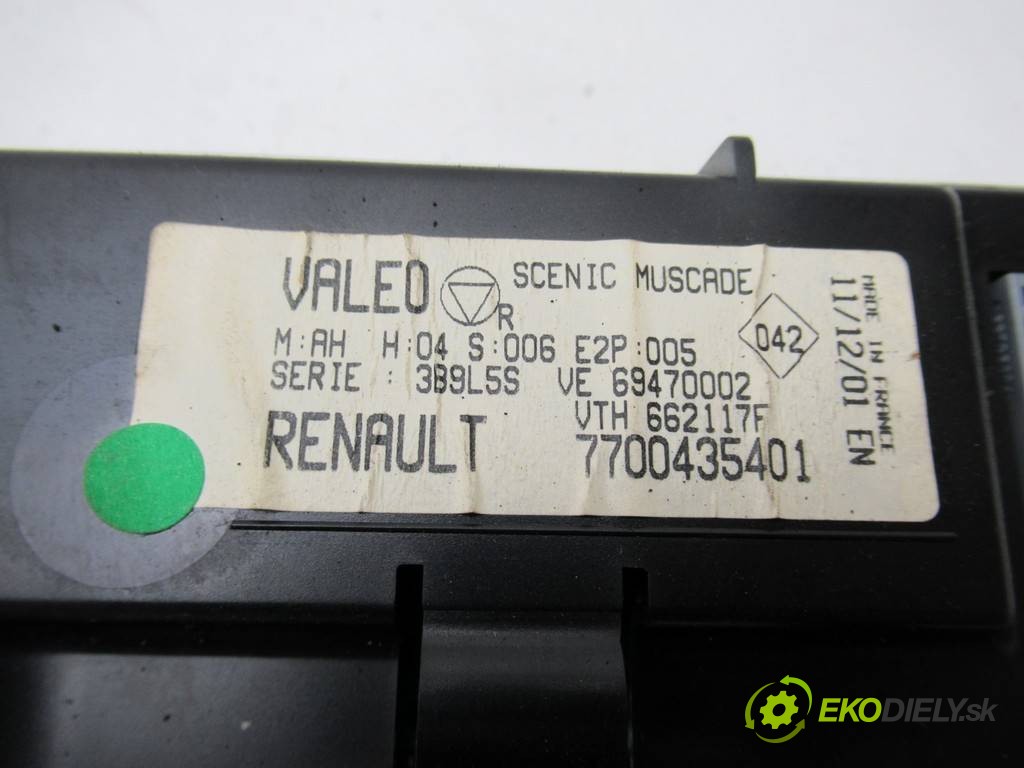 VALEO R SCENIC MUSCADE
M:AH H:04 S:006 E2P:005
042
SERIE : 3B9L5S VE 69470002
VTH 662117F
RENAULT 7700435401
MADE IN FRANCE
11/12/01 EN
EKODIELY.sk